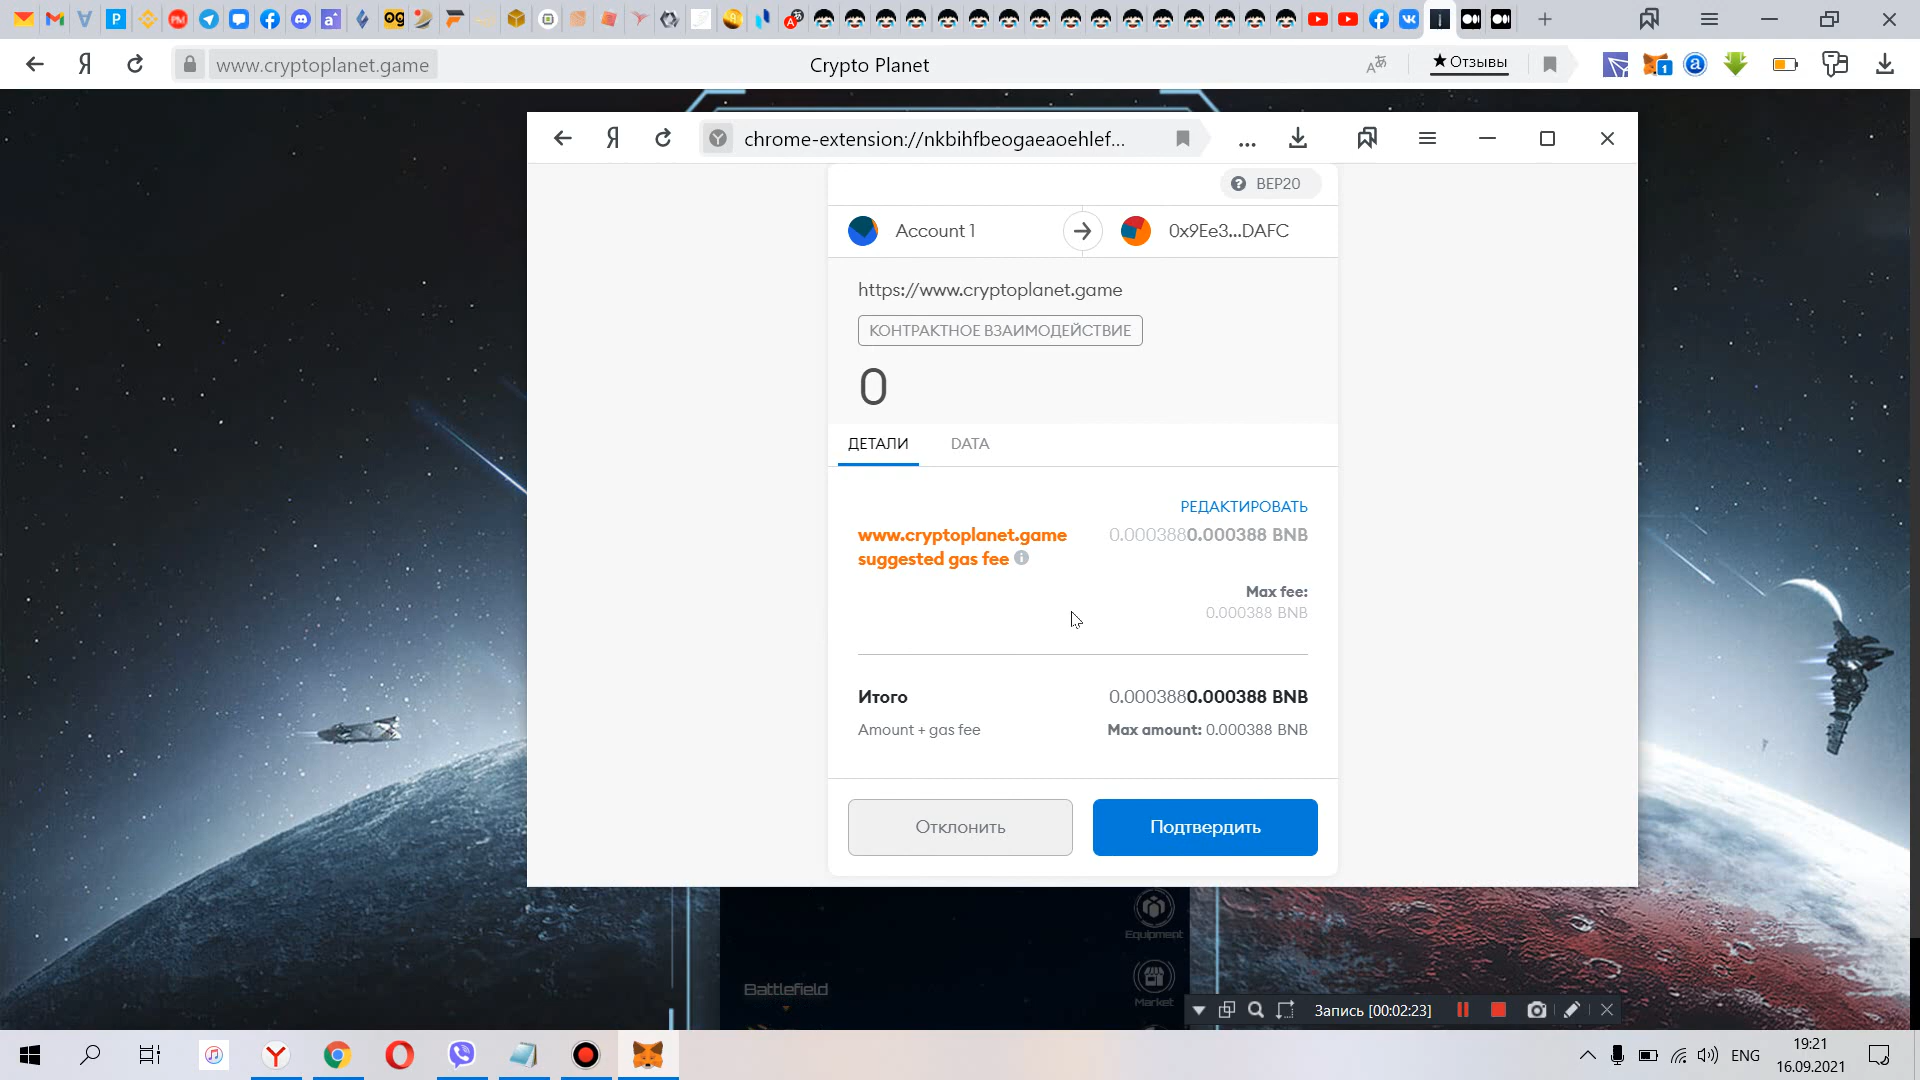 www.cryptoplanet.game
Crypto Planet
★Отзывы
1
chrome-extension://nkbihfbeogaeaoehlef...
BEP20
Account 1
0x9Ee3...DAFC
https://www.cryptoplanet.game
КОНТРАКТНОЕ ВЗАИМОДЕЙСТВИЕ
0
ДЕТАЛИ
DATA
РЕДАКТИРОВАТЬ
www.cryptoplanet.game
suggested gas fee
0.0003880.000388 BNB
Max fee:
0.000388 BNB
Итого
0.0003880.000388 BNB
Amount + gas fee
Max amount: 0.000388 BNB
Отклонить
Подтвердить
Equipment
Battlefield
Market
Запись [00:02:23]
ENG
19:21
16.09.2021